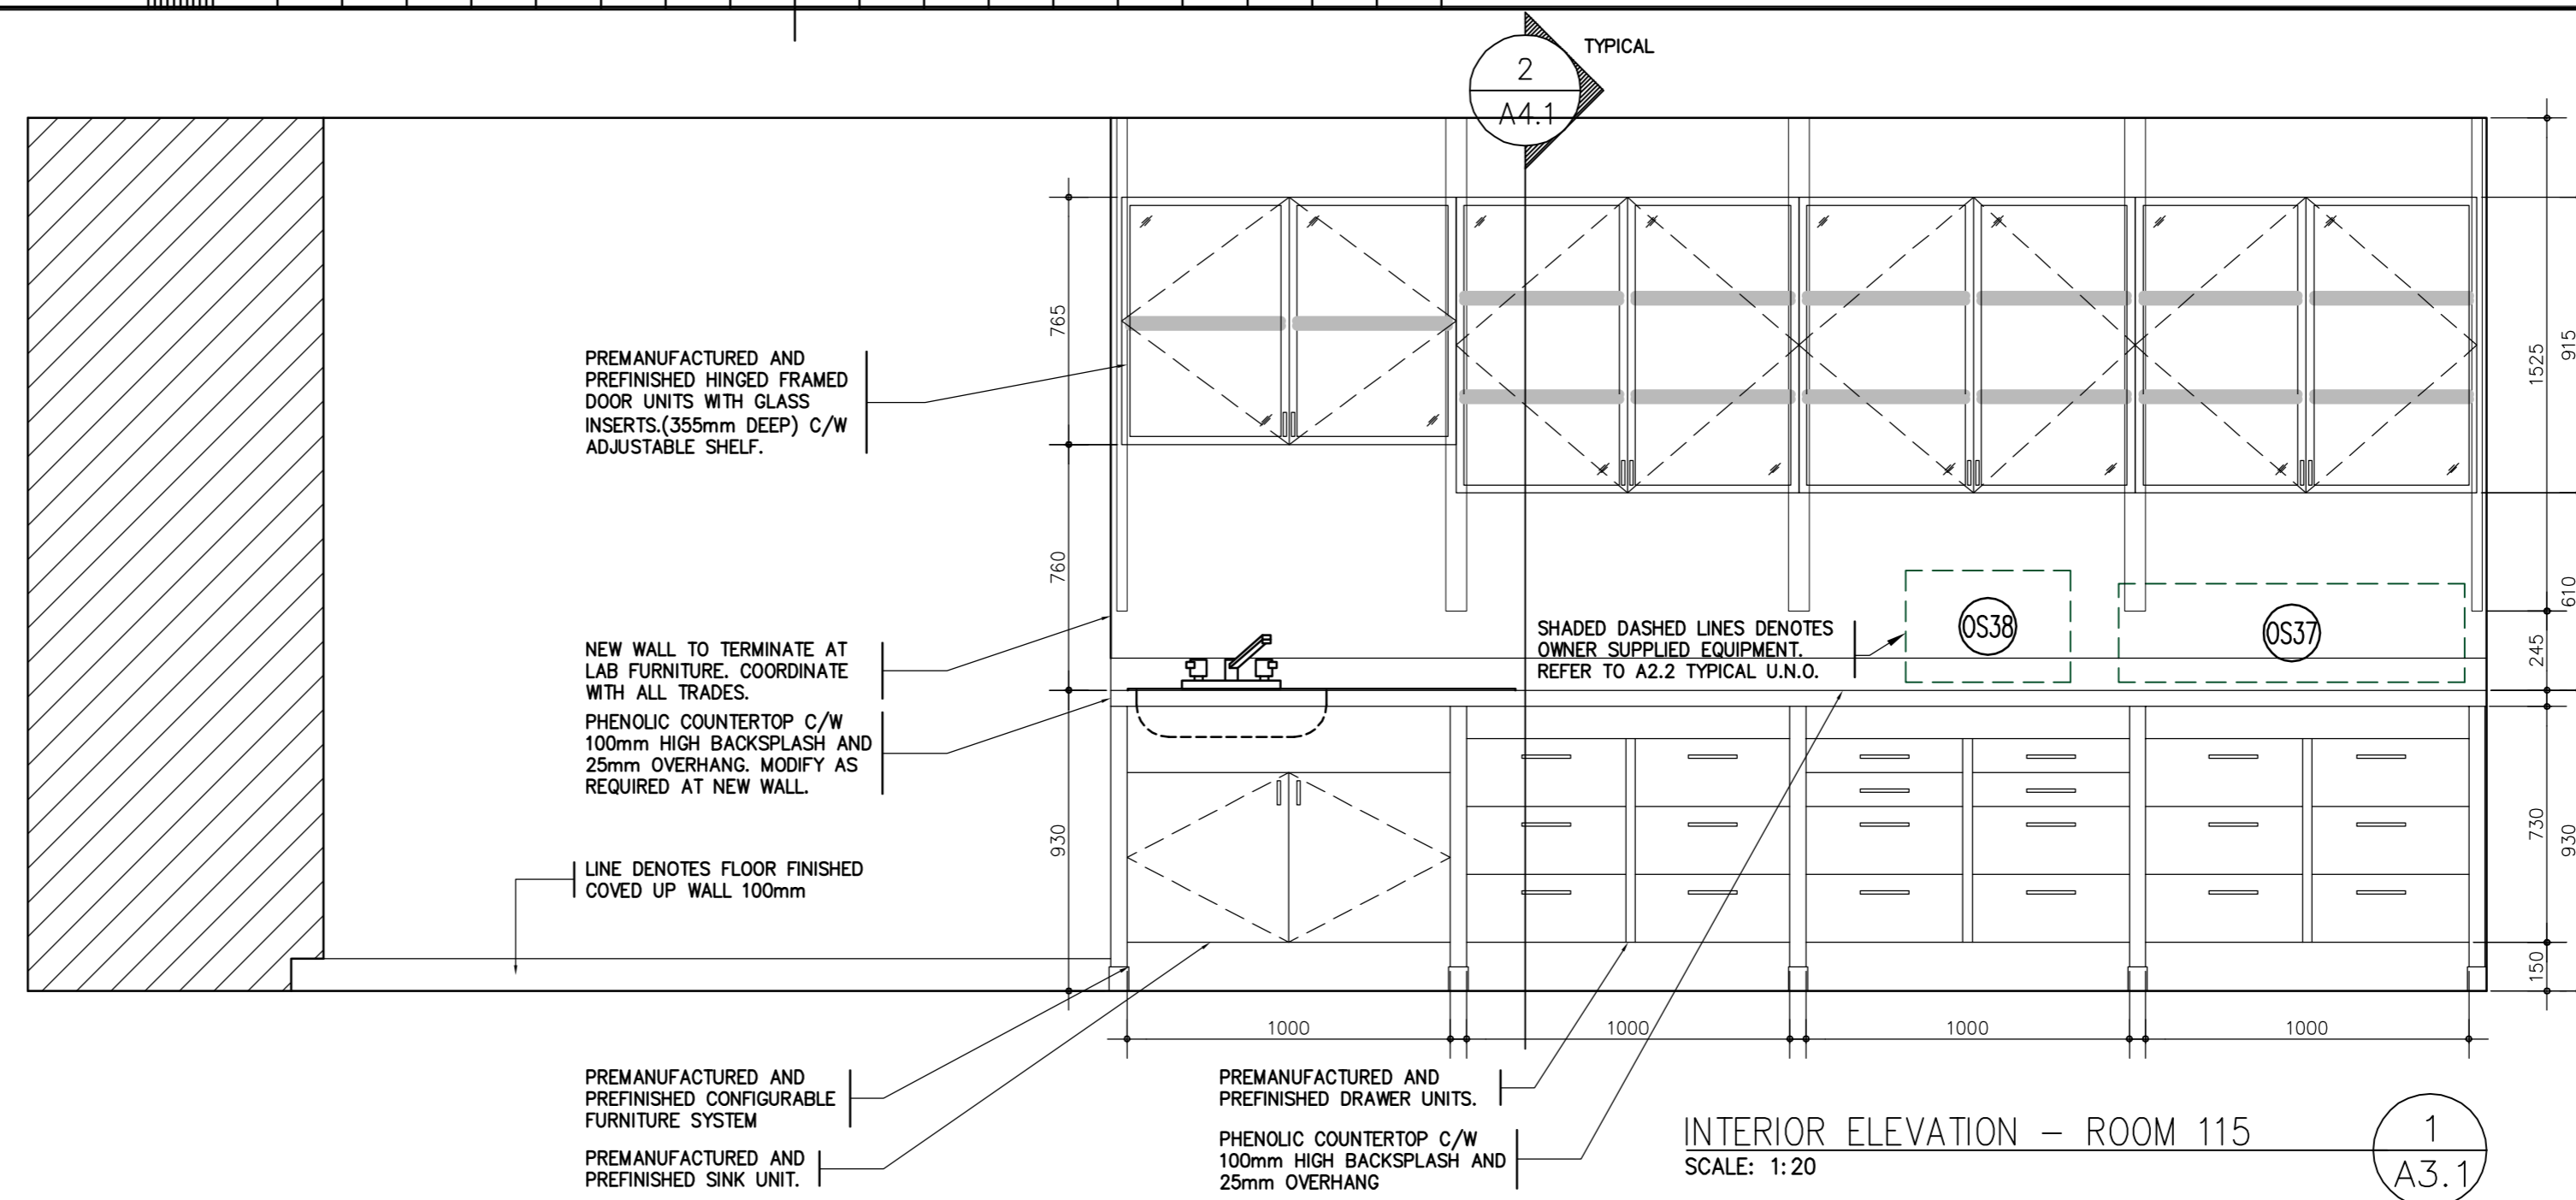 2
A4.1
TYPICAL
PREMANUFACTURED AND
PREFINISHED HINGED FRAMED
DOOR UNITS WITH GLASS
INSERTS.(355mm DEEP) C/W
ADJUSTABLE SHELF.
765
760
930
NEW WALL TO TERMINATE AT
LAB FURNITURE. COORDINATE
WITH ALL TRADES.
PHENOLIC COUNTERTOP C/W
100mm HIGH BACKSPLASH AND
25mm OVERHANG. MODIFY AS
REQUIRED AT NEW WALL.
LINE DENOTES FLOOR FINISHED
COVED UP WALL 100mm
SHADED DASHED LINES DENOTES
OWNER SUPPLIED EQUIPMENT.
REFER TO A2.2 TYPICAL U.N.O.
OS38
OS37
1525
915
610
245
730
930
150
1000
1000
1000
1000
PREMANUFACTURED AND
PREFINISHED CONFIGURABLE
FURNITURE SYSTEM
PREMANUFACTURED AND
PREFINISHED SINK UNIT.
PREMANUFACTURED AND
PREFINISHED DRAWER UNITS.
PHENOLIC COUNTERTOP C/W
100mm HIGH BACKSPLASH AND
25mm OVERHANG
INTERIOR ELEVATION – ROOM 115
SCALE: 1:20
1
A3.1